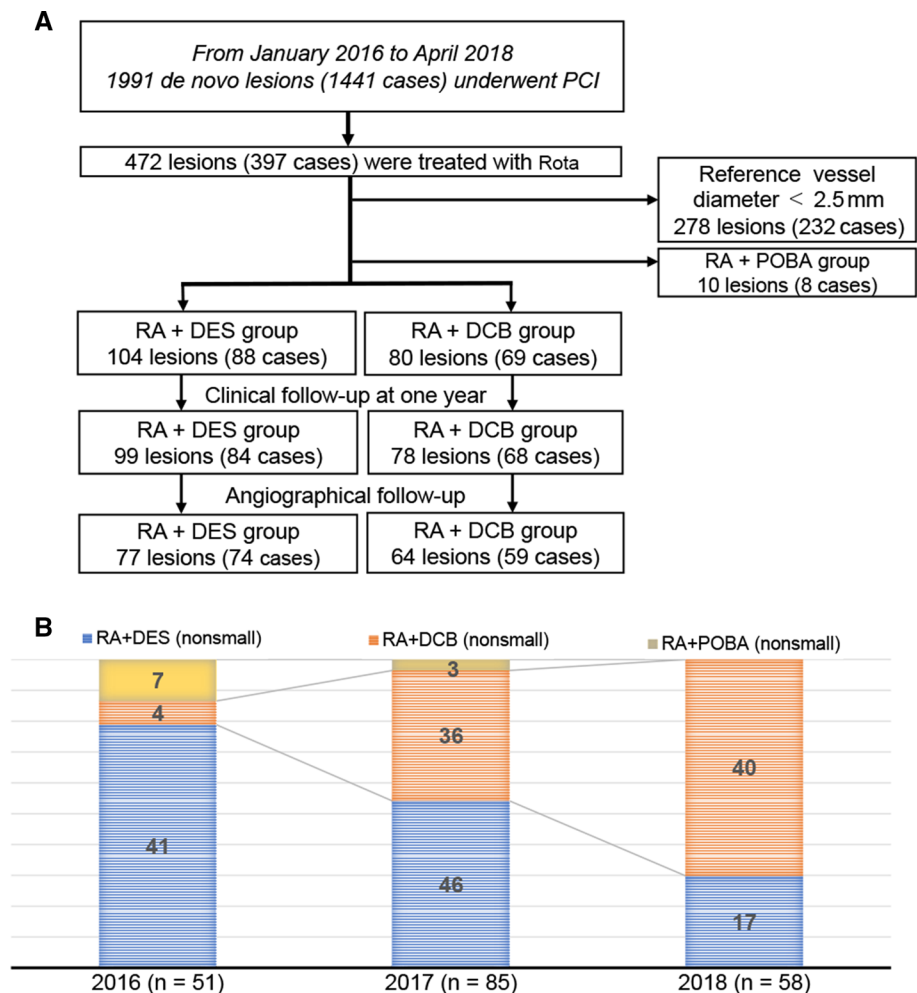 A
From January 2016 to April 2018
1991 de novo lesions (1441 cases) underwent PCI
472 lesions (397 cases) were treated with Rota
Reference vessel
diameter < 2.5 mm
278 lesions (232 cases)
RA + POBA group
10 lesions (8 cases)
RA + DES group
104 lesions (88 cases)
RA + DCB group
80 lesions (69 cases)
Clinical follow-up at one year
RA + DES group
99 lesions (84 cases)
RA + DCB group
78 lesions (68 cases)
Angiographical follow-up
RA + DES group
77 lesions (74 cases)
RA + DCB group
64 lesions (59 cases)
B
RA+DES (nonsmall)
RA+DCB (nonsmall)
RA+POBA (nonsmall)
7
4
41
3
36
46
40
17
2016 (n = 51)
2017 (n = 85)
2018 (n = 58)